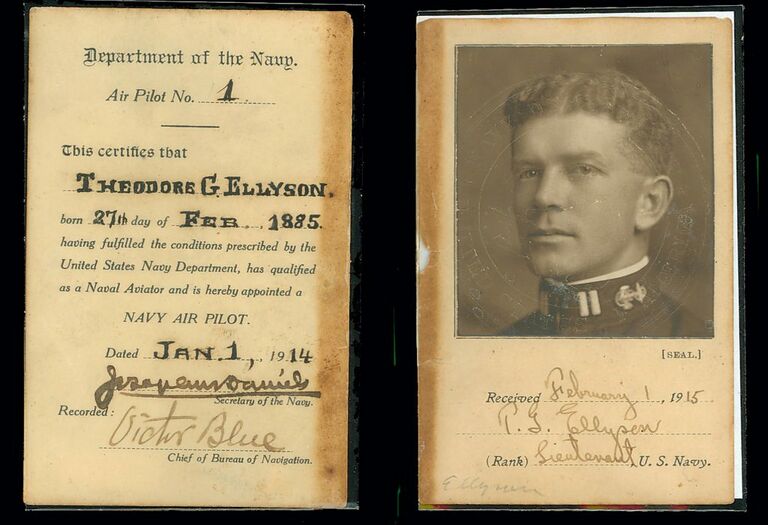 Department of the Navy.
Air Pilot No. 1
This certifies that
THEODORE G. ELLYSON.
born 27th day of FEB. 1885.
having fulfilled the conditions prescribed by the
United States Navy Department, has qualified
as a Naval Aviator and is hereby appointed a
NAVY AIR PILOT.
Dated JAN. 1, 1914
Josephus Daniels
Secretary of the Navy.
Recorded:
Victor Blue
Chief of Bureau of Navigation.
[SEAL.]
Received February 1, 1915
T. G. Ellyson
(Rank) Lieutenant, U. S. Navy.
Ellyson